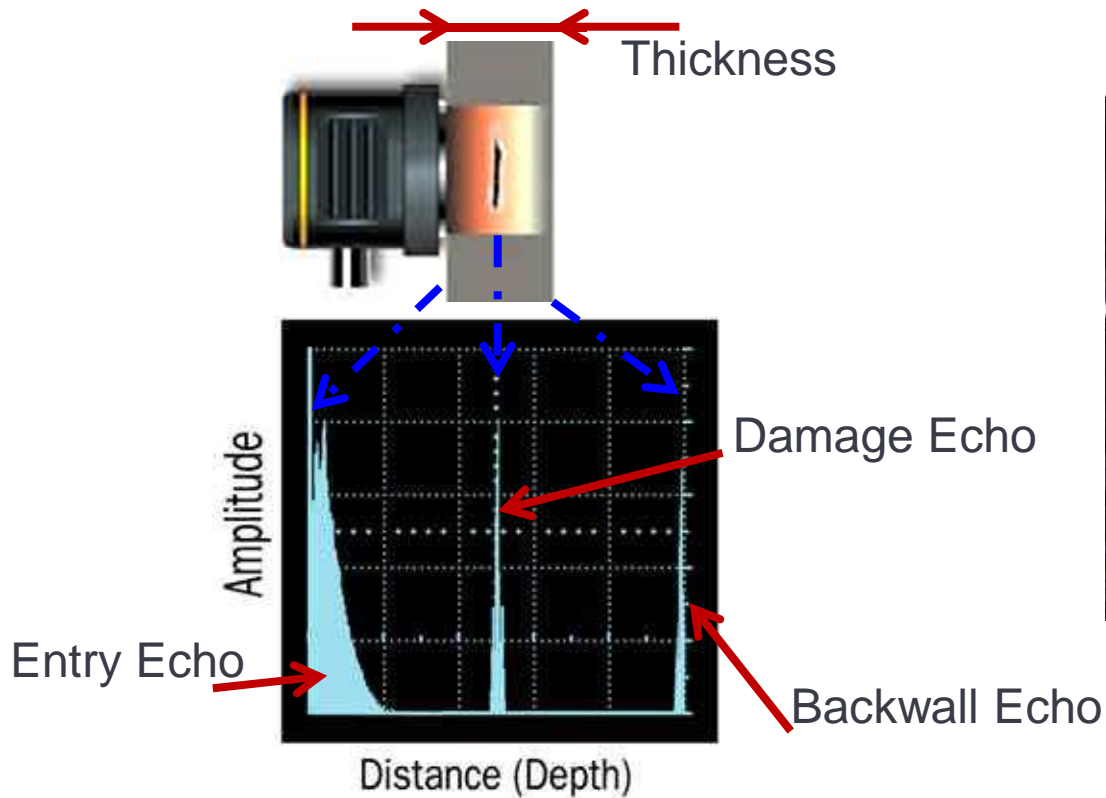 Thickness
Damage Echo
Amplitude
Entry Echo
Backwall Echo
Distance (Depth)